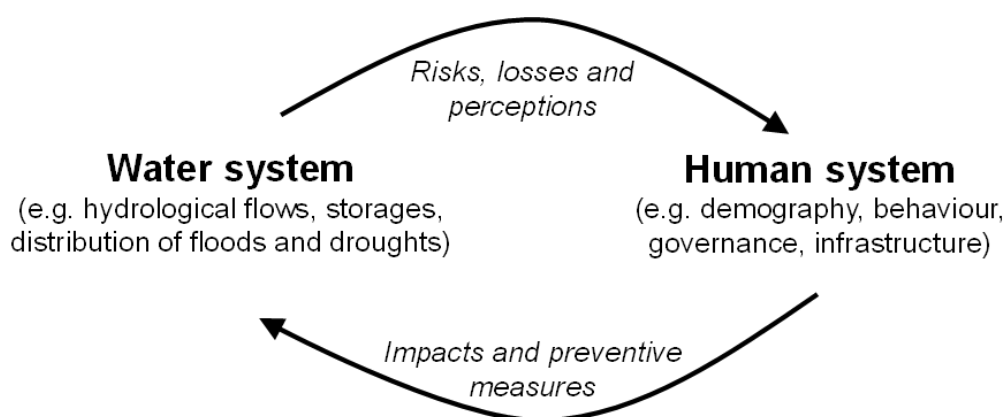 Risks, losses and
perceptions
Water system
(e.g. hydrological flows, storages,
distribution of floods and droughts)
Human system
(e.g. demography, behaviour,
governance, infrastructure)
Impacts and preventive
measures